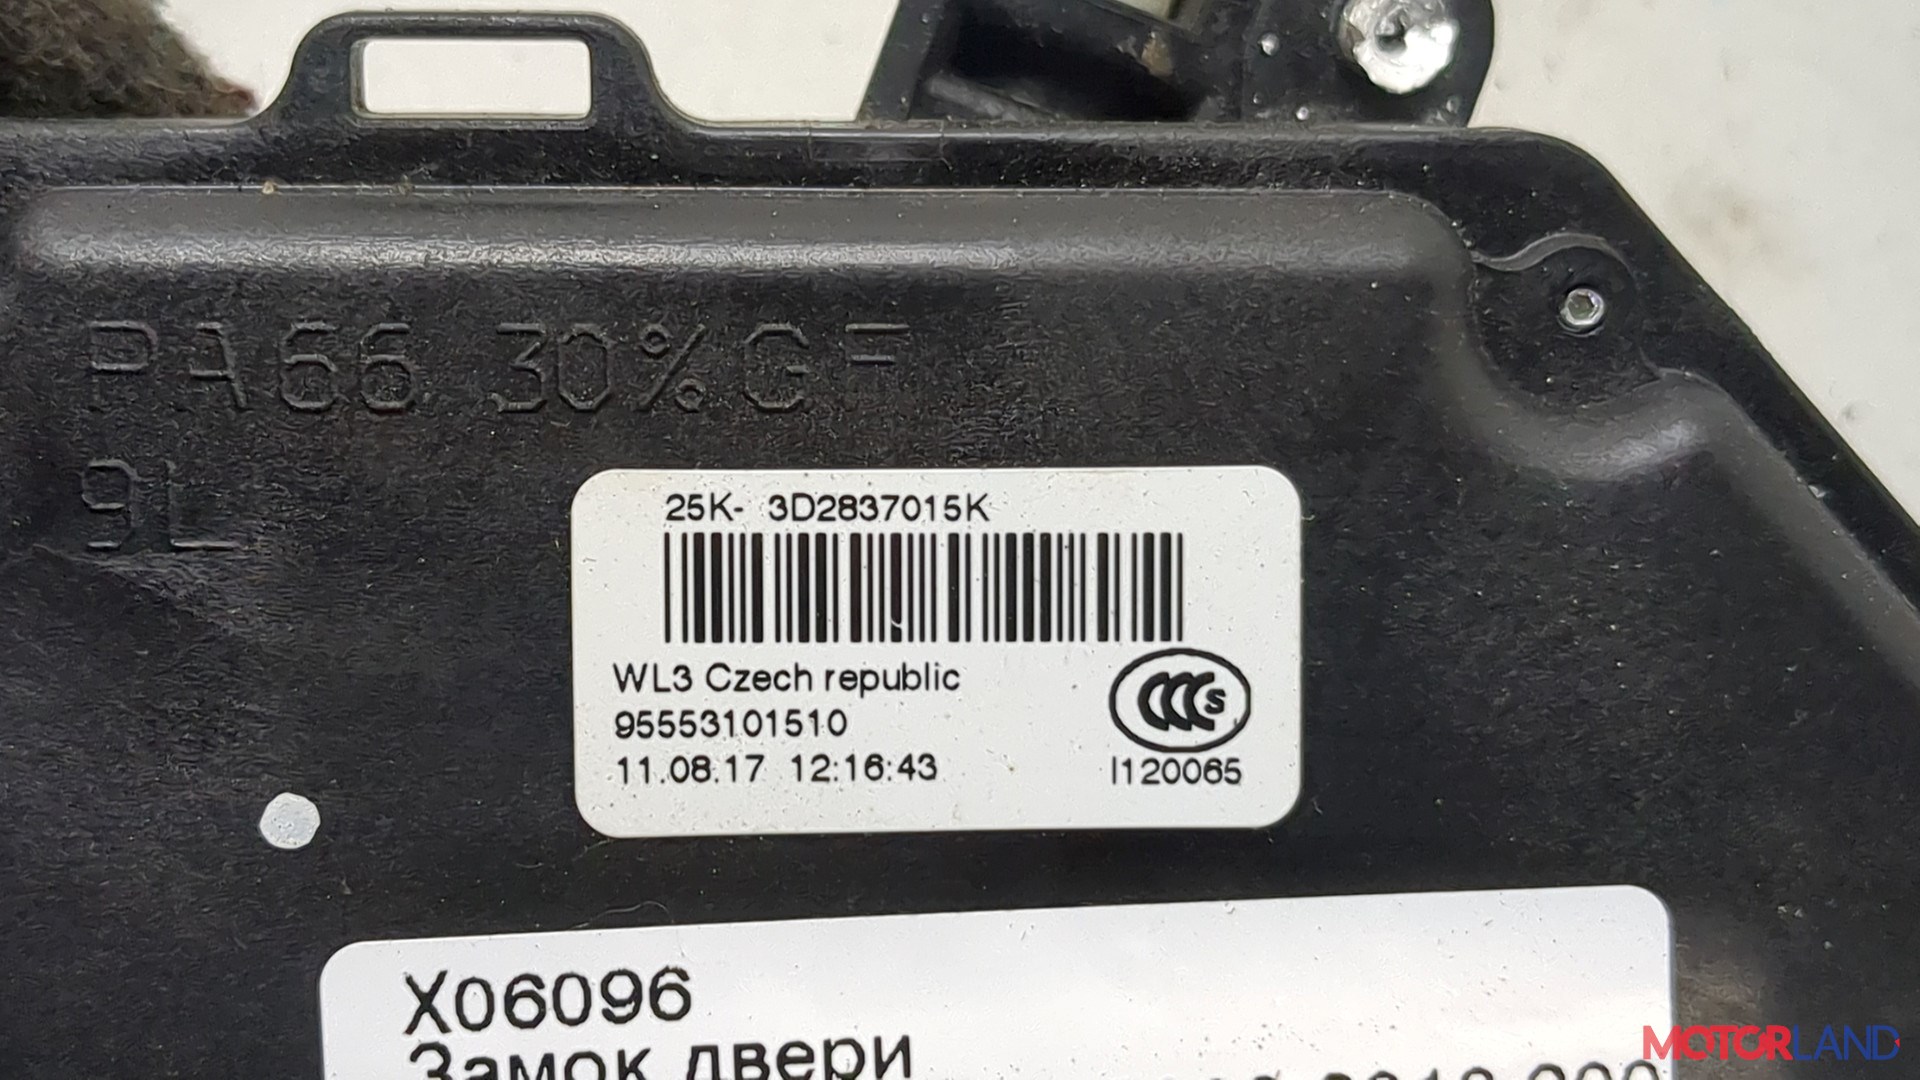 PA66 30%GF
9L
25K- 3D2837015K
WL3 Czech republic
95553101510
11.08.17 12:16:43
CCCS
I120065
X06096
Замок двери
MOTORLAND